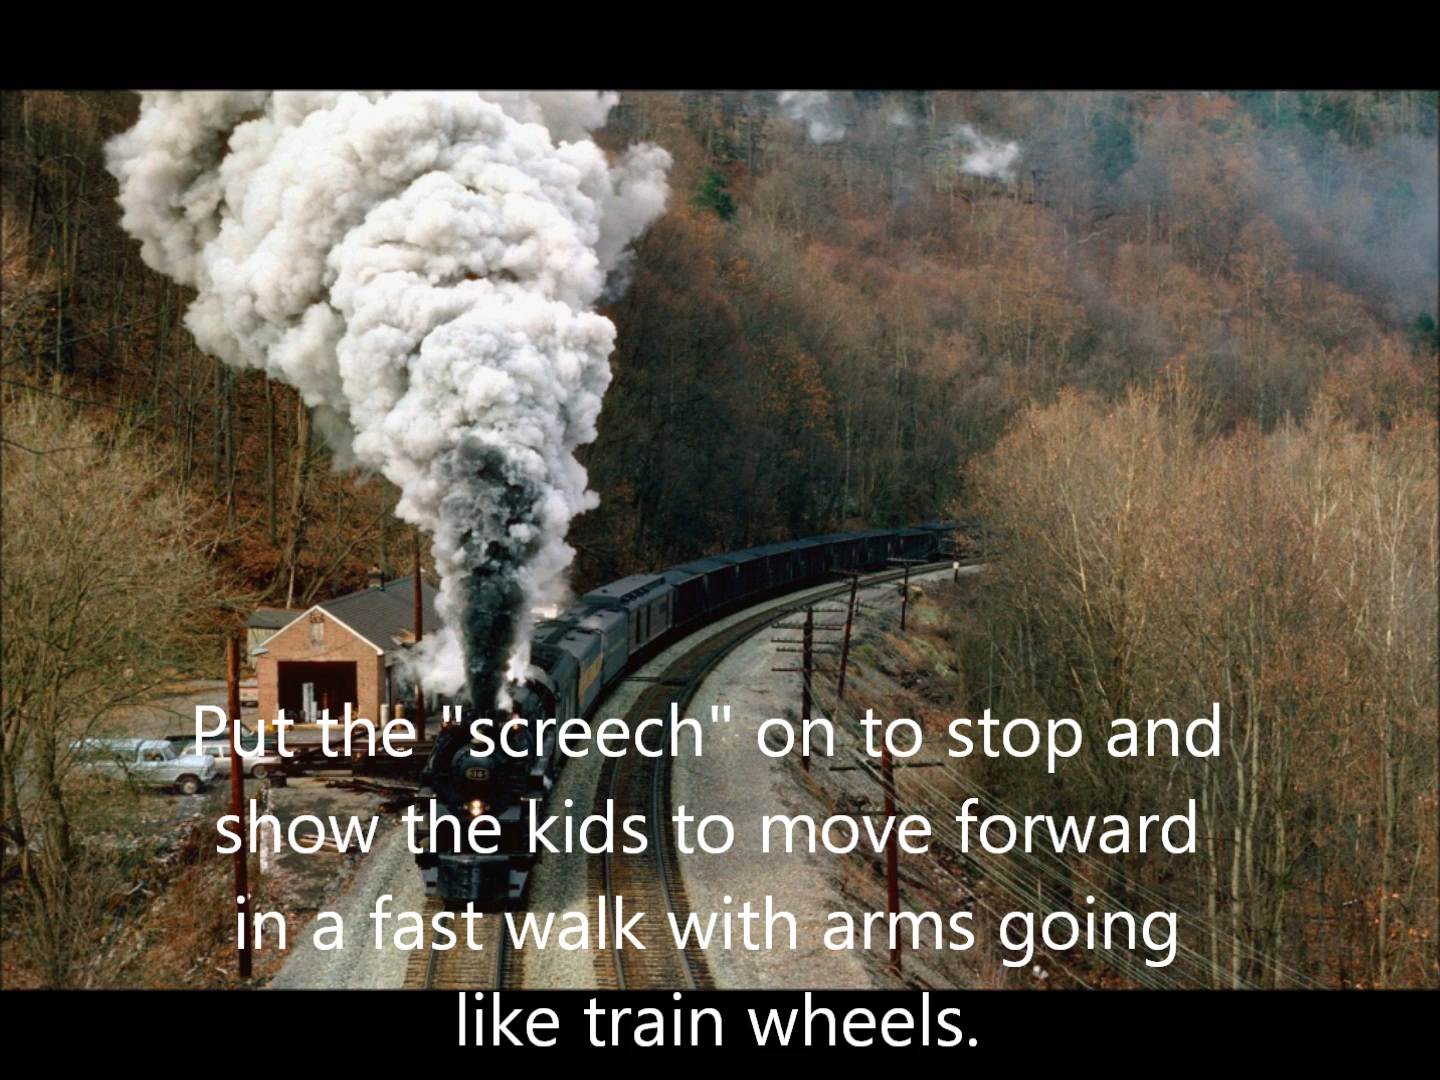 Put the "screech" on to stop and
show the kids to move forward
in a fast walk with arms going
like train wheels.